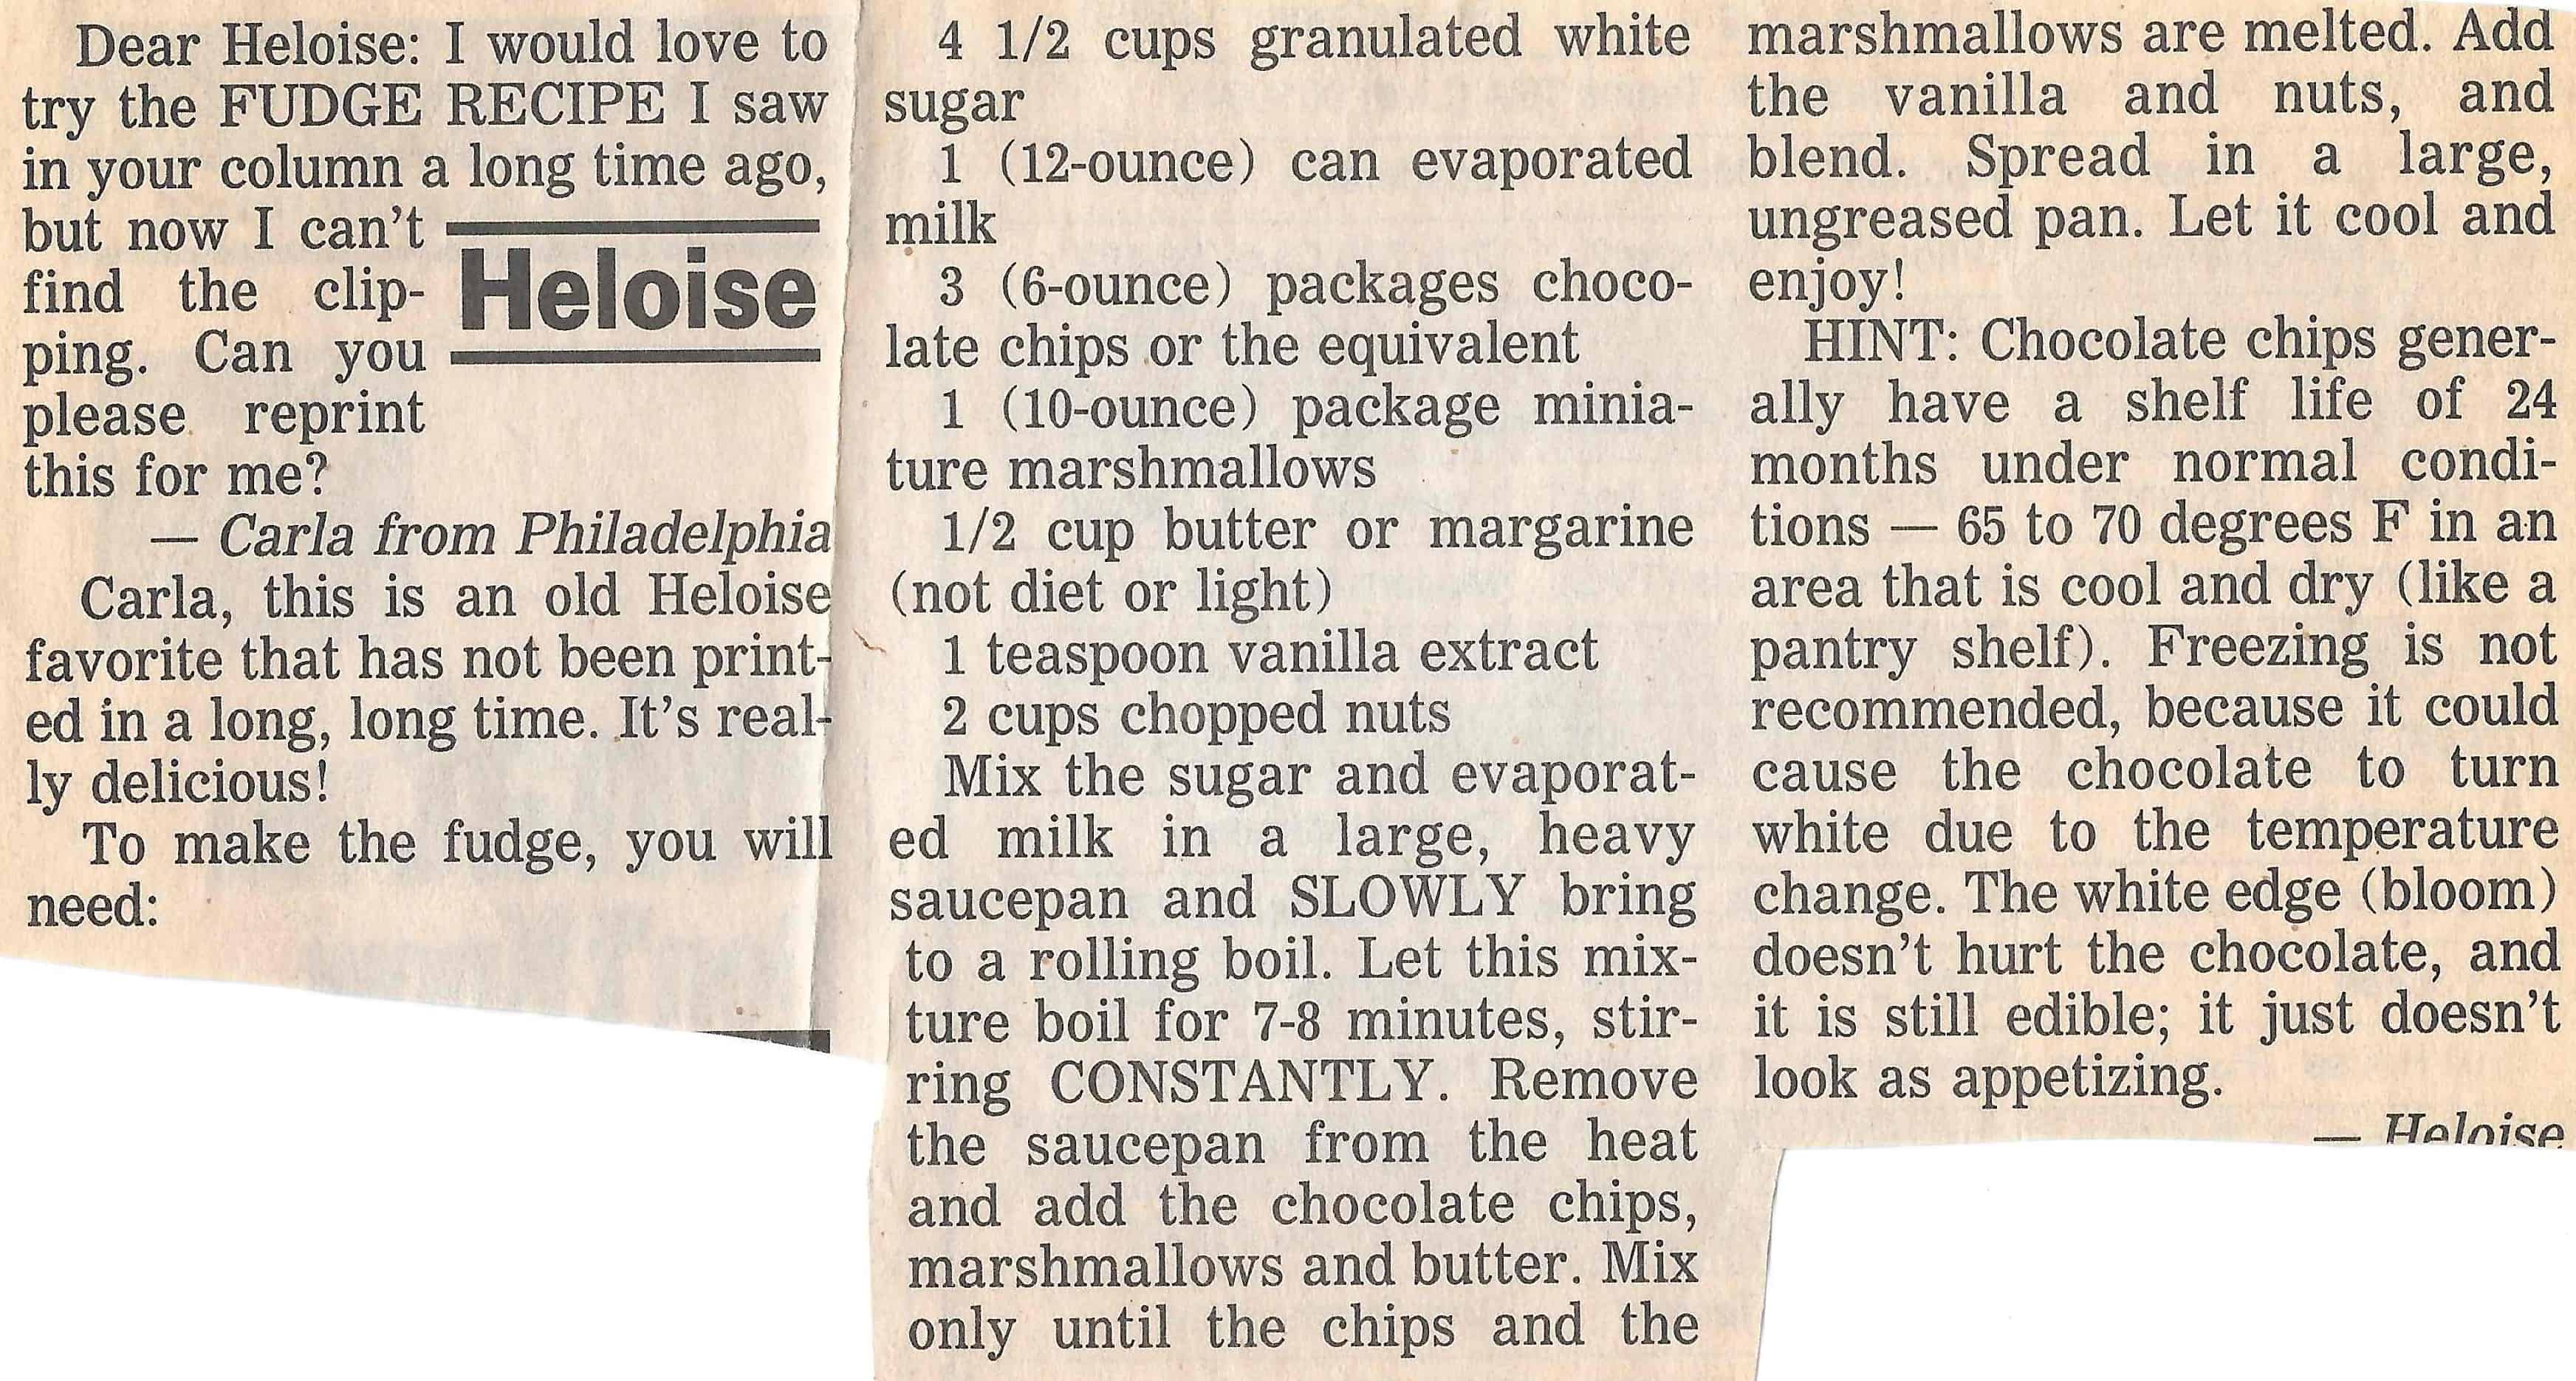 Dear Heloise: I would love to
try the FUDGE RECIPE I saw
in your column a long time ago,
but now I can't
find the clip-
ping. Can you
please reprint
this for me?
Heloise
— Carla from Philadelphia
Carla, this is an old Heloise
favorite that has not been print-
ed in a long, long time. It's real-
ly delicious!
To make the fudge, you will
need:
4 1/2 cups granulated white
sugar
1 (12-ounce) can evaporated
milk
3 (6-ounce) packages choco-
late chips or the equivalent
1 (10-ounce) package minia-
ture marshmallows
1/2 cup butter or margarine
(not diet or light)
1 teaspoon vanilla extract
2 cups chopped nuts
Mix the sugar and evaporat-
ed milk in a large, heavy
saucepan and SLOWLY bring
to a rolling boil. Let this mix-
ture boil for 7-8 minutes, stir-
ring CONSTANTLY. Remove
the saucepan from the heat
and add the chocolate chips,
marshmallows and butter. Mix
only until the chips and the
marshmallows are melted. Add
the vanilla and nuts, and
blend. Spread in a large,
ungreased pan. Let it cool and
enjoy!
HINT: Chocolate chips gener-
ally have a shelf life of 24
months under normal condi-
tions — 65 to 70 degrees F in an
area that is cool and dry (like a
pantry shelf). Freezing is not
recommended, because it could
cause the chocolate to turn
white due to the temperature
change. The white edge (bloom)
doesn't hurt the chocolate, and
it is still edible; it just doesn't
look as appetizing.
— Heloise